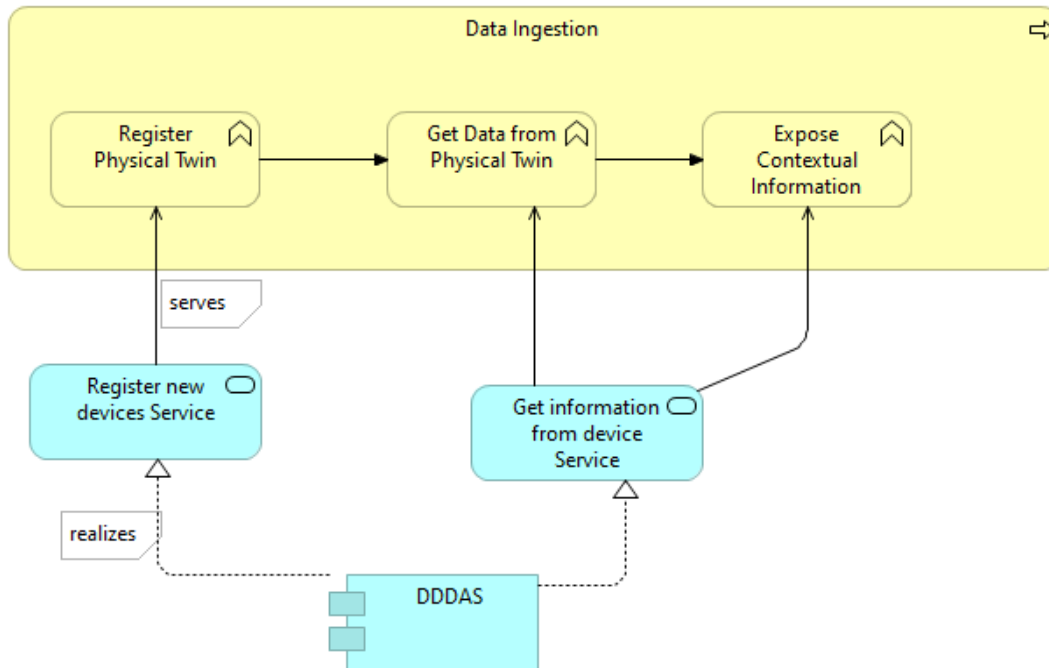 Data Ingestion
Register
Physical Twin
Get Data from
Physical Twin
Expose
Contextual
Information
serves
Register new
devices Service
Get information
from device
Service
realizes
DDDAS